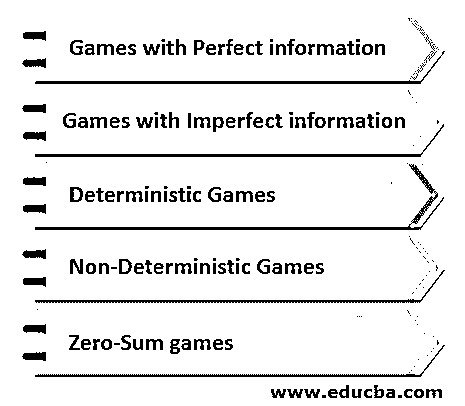 Games with Perfect information
Games with Imperfect information
Deterministic Games
Non-Deterministic Games
Zero-Sum games
www.educba.com